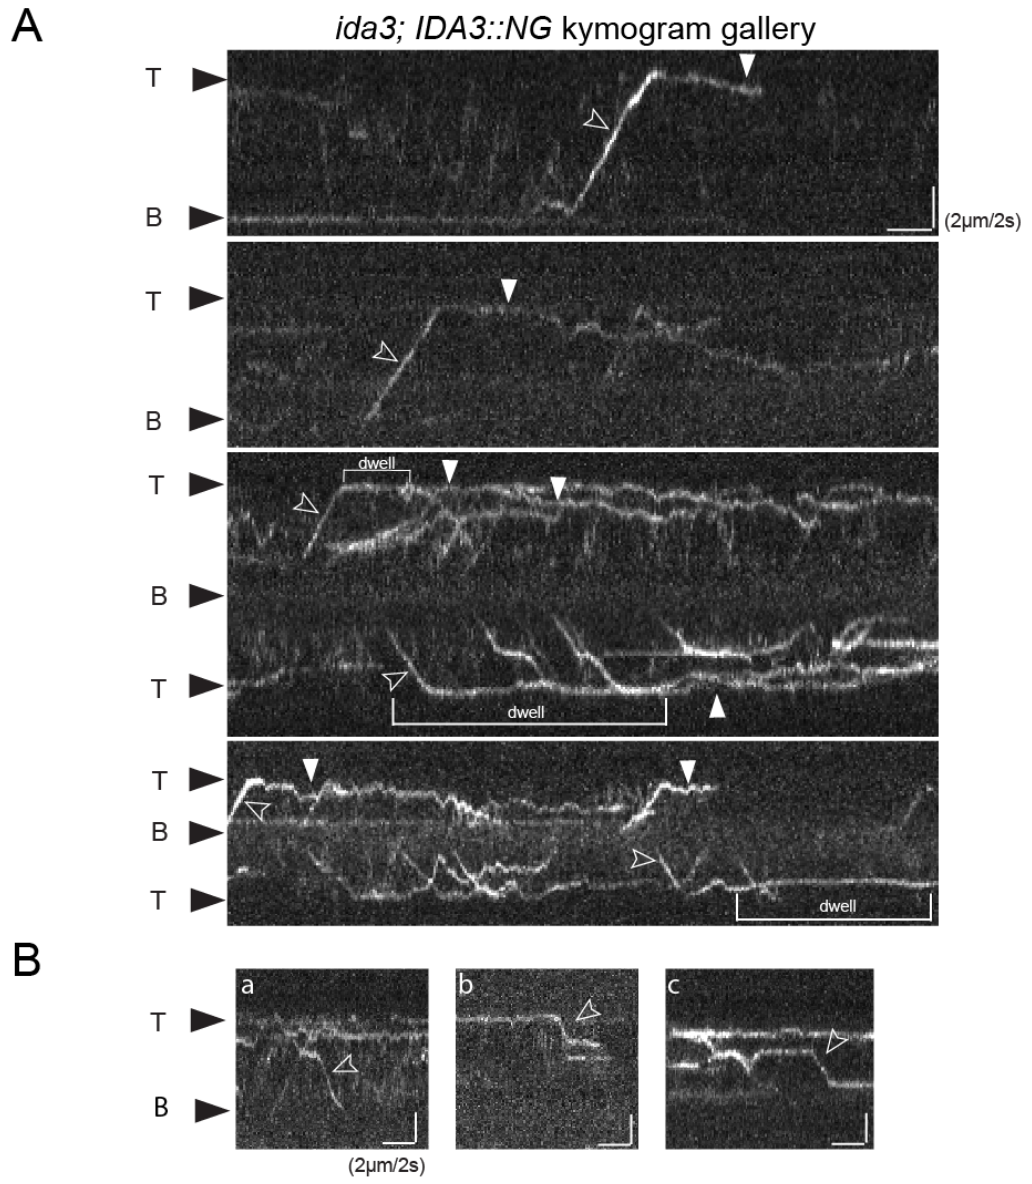 A
ida3; IDA3::NG kymogram gallery
T
B
(2μm/2s)
T
B
dwell
T
B
T
dwell
T
B
T
dwell
B
a
b
c
T
B
(2μm/2s)